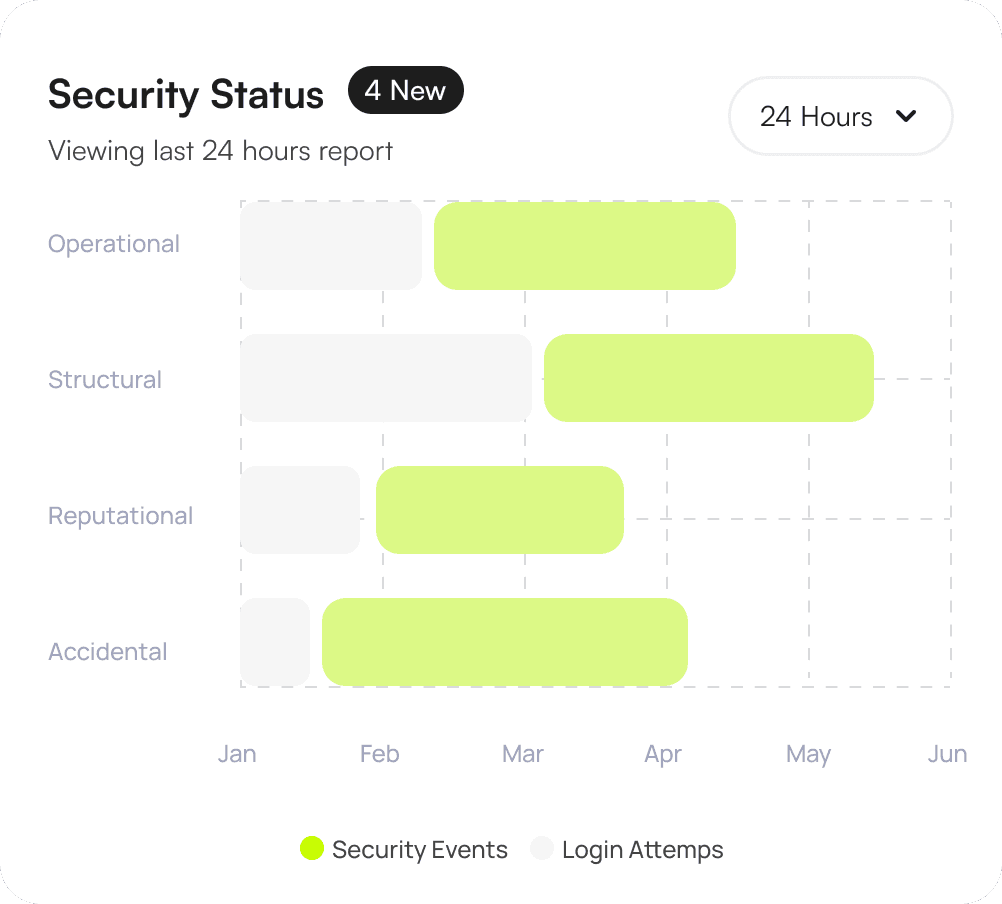 Security Status 4 New
24 Hours
Viewing last 24 hours report
Operational
Structural
Reputational
Accidental
Jan Feb Mar Apr May Jun
Security Events Login Attemps